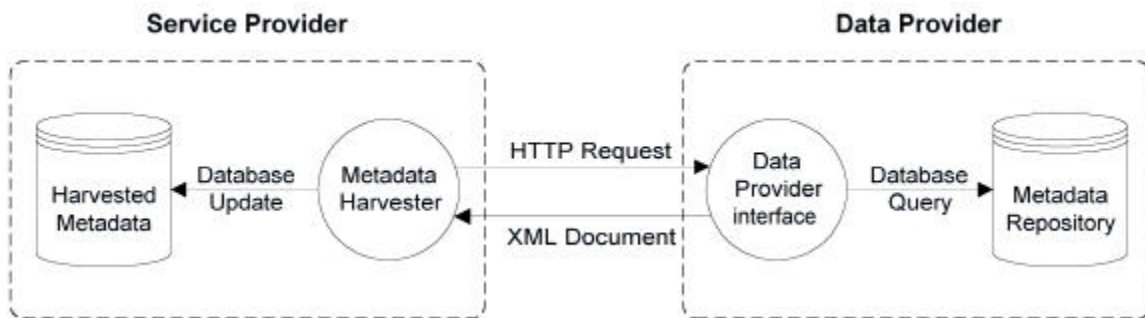 Service Provider
Data Provider
Harvested
Metadata
Database
Update
Metadata
Harvester
HTTP Request
XML Document
Data
Provider
interface
Database
Query
Metadata
Repository